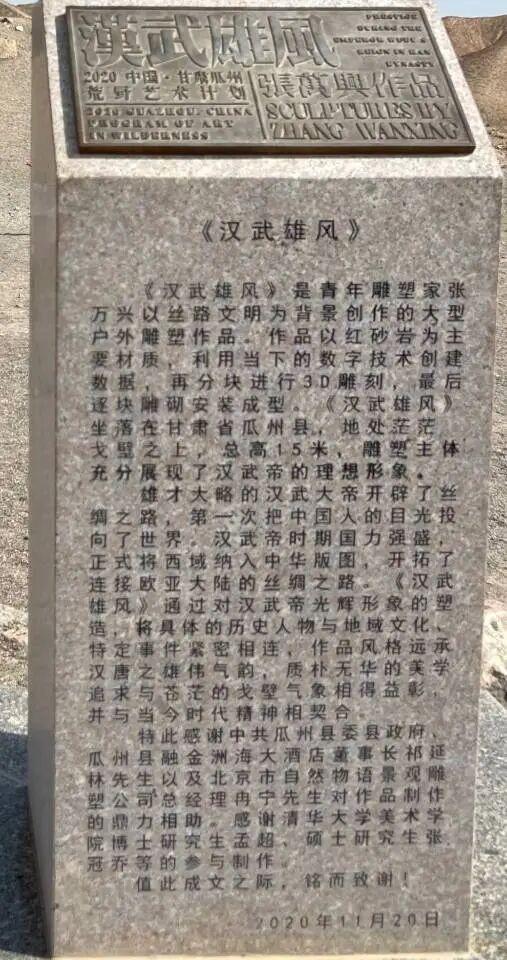 漢武雄風
2020 中国·甘肃瓜州
荒野艺术计划
2020 GUAZHOU, CHINA
PROGRAM OF ART
IN WILDERNESS
PRESTIGE
DURING THE
EMPEROR WUDI'S
REIGN IN HAN
DYNASTY
張萬興作品
SCULPTURES BY
ZHANG WANXING
《汉武雄风》
《汉武雄风》是青年雕塑家张
万兴以丝路文明为背景创作的大型
户外雕塑作品。作品以红砂岩为主
要材质，利用当下的数字技术创建
数据，再分块进行3D雕刻，最后
逐块雕砌安装成型。《汉武雄风》
坐落在甘肃省瓜州县，地处茫茫
戈壁之上，总高15米，雕塑主体
充分展现了汉武帝的理想形象。
雄才大略的汉武大帝开辟了丝
绸之路，第一次把中国人的目光投
向了世界。汉武帝时期国力强盛，
正式将西域纳入中华版图，开拓了
连接欧亚大陆的丝绸之路。《汉武
雄风》通过对汉武帝光辉形象的塑
造，将具体的历史人物与地域文化、
特定事件紧密相连，作品风格远承
汉唐之雄伟气韵，质朴无华的美学
追求与苍茫的戈壁气象相得益彰，
并与当今时代精神相契合
特此感谢中共瓜州县委县政府、
瓜州县融金洲海大酒店董事长祁延
林先生以及北京市自然物语景观雕
塑公司总经理冉宁先生对作品制作
的鼎力相助。感谢清华大学美术学
院博士研究生孟超、硕士研究生张
冠乔等的参与制作。
值此成文之际，铭而致谢！
2020年11月20日